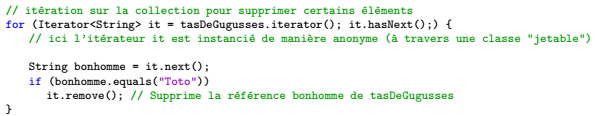 // itération sur la collection pour supprimer certains éléments
for (Iterator<String> it = tasDeGugusses.iterator(); it.hasNext();) {
   // ici l'itérateur it est instancié de manière anonyme (à travers une classe "jetable")
   String bonhomme = it.next();
   if (bonhomme.equals("Toto"))
      it.remove(); // Supprime la référence bonhomme de tasDeGugusses
}